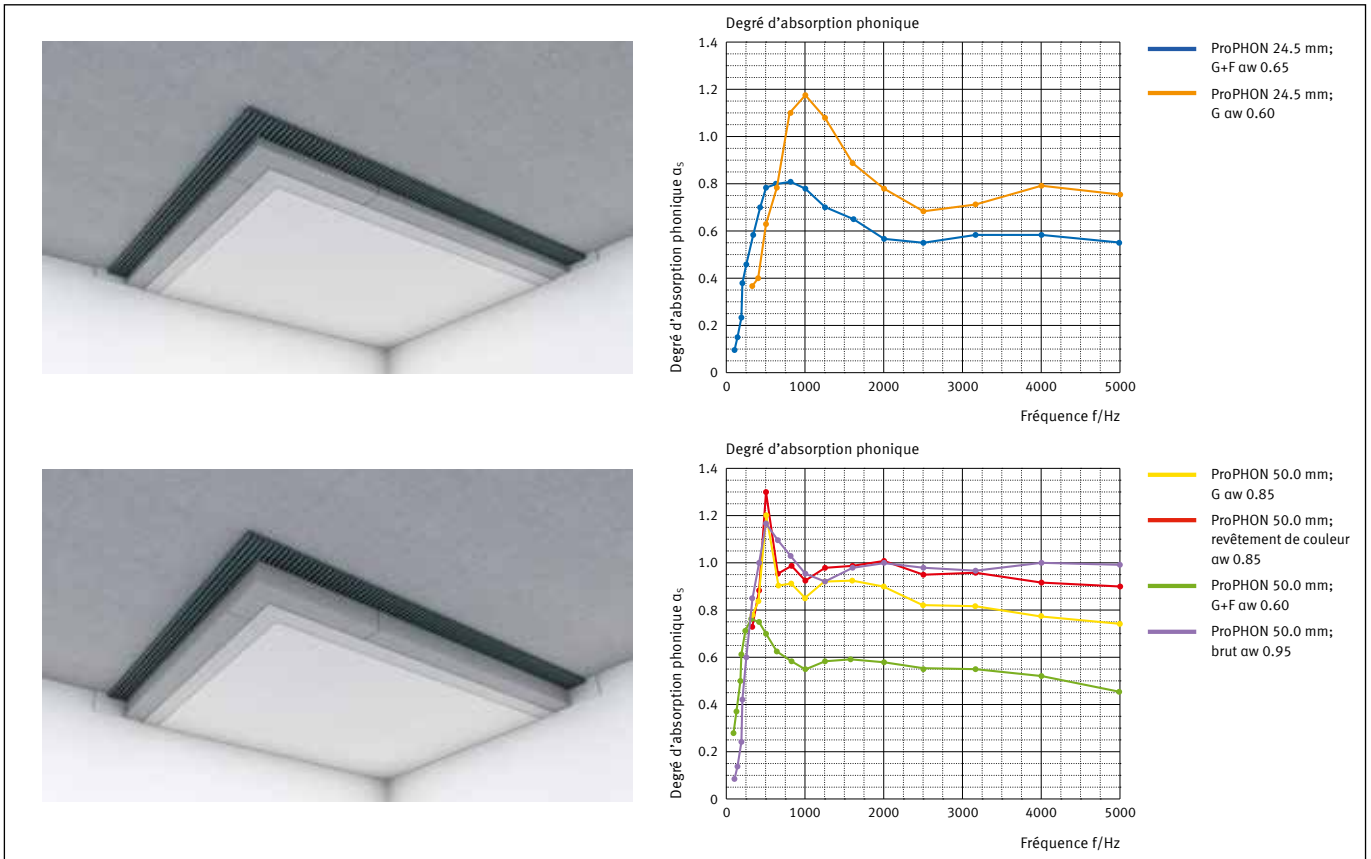 Degré d'absorption phonique
Degré d'absorption phonique αs
1.4
1.2
1.0
0.8
0.6
0.4
0.2
0
0 1000 2000 3000 4000 5000
Fréquence f/Hz
ProPHON 24.5 mm;
G+F αw 0.65
ProPHON 24.5 mm;
G αw 0.60
Degré d'absorption phonique
Degré d'absorption phonique αs
1.4
1.2
1.0
0.8
0.6
0.4
0.2
0
0 1000 2000 3000 4000 5000
Fréquence f/Hz
ProPHON 50.0 mm;
G αw 0.85
ProPHON 50.0 mm;
revêtement de couleur
αw 0.85
ProPHON 50.0 mm;
G+F αw 0.60
ProPHON 50.0 mm;
brut αw 0.95